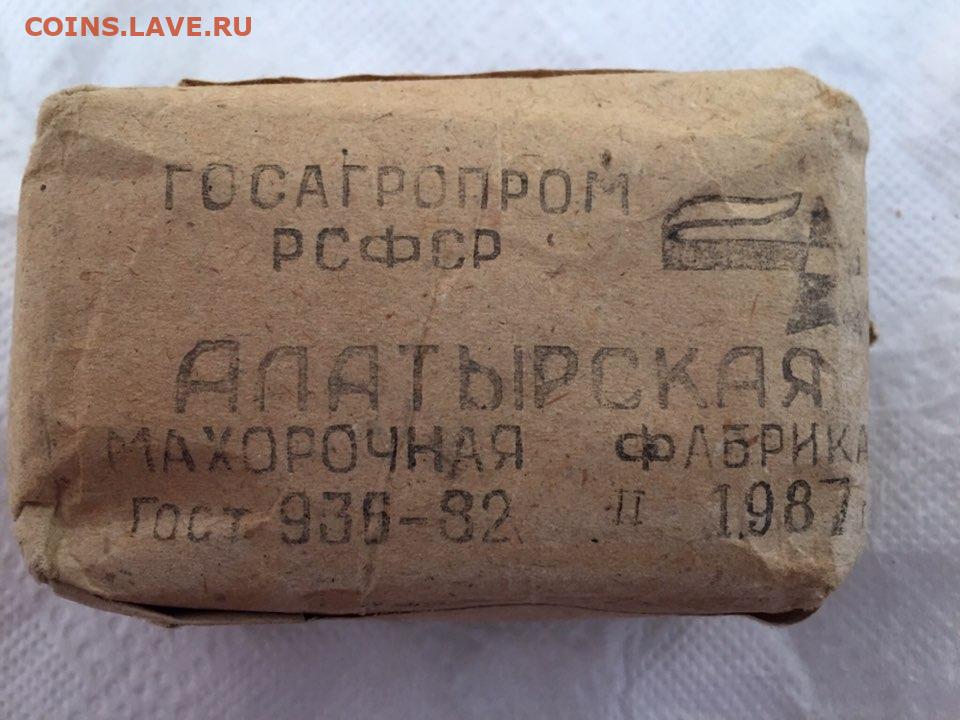 COINS.LAVE.RU
ГОСАГРОПРОМ
РСФСР
АЛАТЫРСКАЯ
МАХОРОЧНАЯ ФАБРИКА
ГОСТ 936-82 II 1987 г